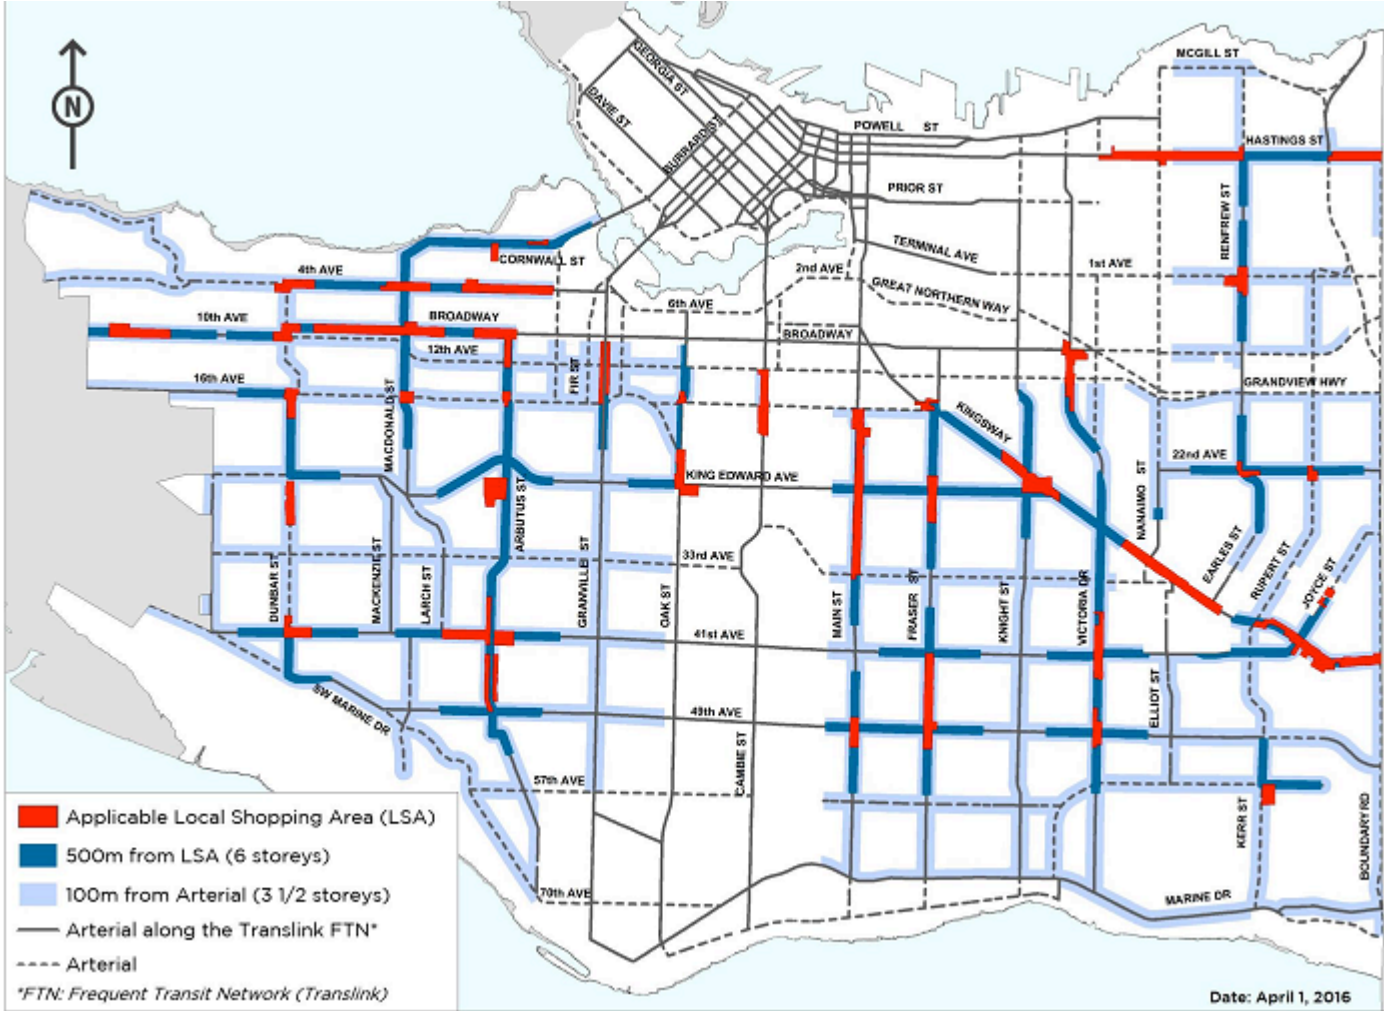 MCGILL ST
GEORGIA ST
DAVIE ST
BURRARD ST
POWELL ST
HASTINGS ST
PRIOR ST
RENFREW ST
N
TERMINAL AVE
CORNWALL ST
4th AVE
2nd AVE
1st AVE
GREAT NORTHERN WAY
6th AVE
10th AVE
BROADWAY
BROADWAY
12th AVE
FIR ST
16th AVE
GRANDVIEW HWY
MACDONALD ST
KINGSWAY
22nd AVE
KING EDWARD AVE
NANAIMO ST
ARBUTUS ST
33rd AVE
EARLES ST
RUPERT ST
JOYCE ST
DUNBAR ST
MACKENZIE ST
LARCH ST
GRANVILLE ST
OAK ST
MAIN ST
FRASER ST
KNIGHT ST
VICTORIA DR
41st AVE
ELLIOT ST
SW MARINE DR
49th AVE
CAMBIE ST
57th AVE
KERR ST
BOUNDARY RD
70th AVE
MARINE DR
Applicable Local Shopping Area (LSA)
500m from LSA (6 storeys)
100m from Arterial (3 1/2 storeys)
Arterial along the Translink FTN*
Arterial
*FTN: Frequent Transit Network (Translink)
Date: April 1, 2016